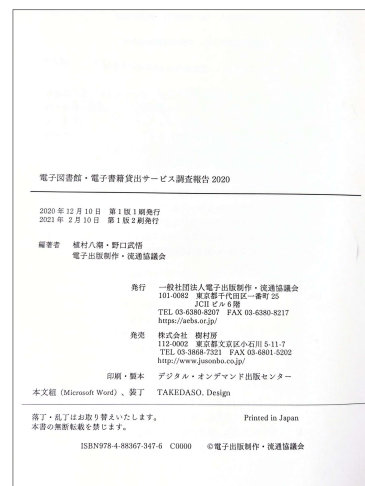 電子図書館・電子書籍貸出サービス調査報告 2020
2020 年 12 月 10 日　第 1 版 1 刷発行
2021 年 2 月 10 日　第 1 版 2 刷発行
編著者　植村八潮・野口武悟
電子出版制作・流通協議会
発行　一般社団法人電子出版制作・流通協議会
101-0082　東京都千代田区一番町 25
JCII ビル 6 階
TEL 03-6380-8207　FAX 03-6380-8217
https://aebs.or.jp/
発売　株式会社　樹村房
112-0002　東京都文京区小石川 5-11-7
TEL 03-3868-7321　FAX 03-6801-5202
http://www.jusonbo.co.jp/
印刷・製本　デジタル・オンデマンド出版センター
本文組（Microsoft Word）、装丁　TAKEDASO. Design
落丁・乱丁はお取り替えいたします。　Printed in Japan
本書の無断転載を禁じます。
ISBN978-4-88367-347-6　C0000　©電子出版制作・流通協議会